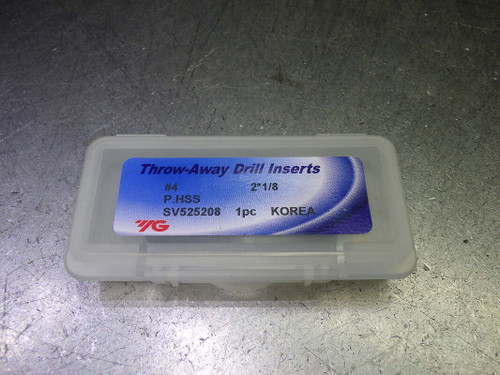 Throw-Away Drill Inserts
#4 2"1/8
P.HSS
SV525208 1pc KOREA
YG